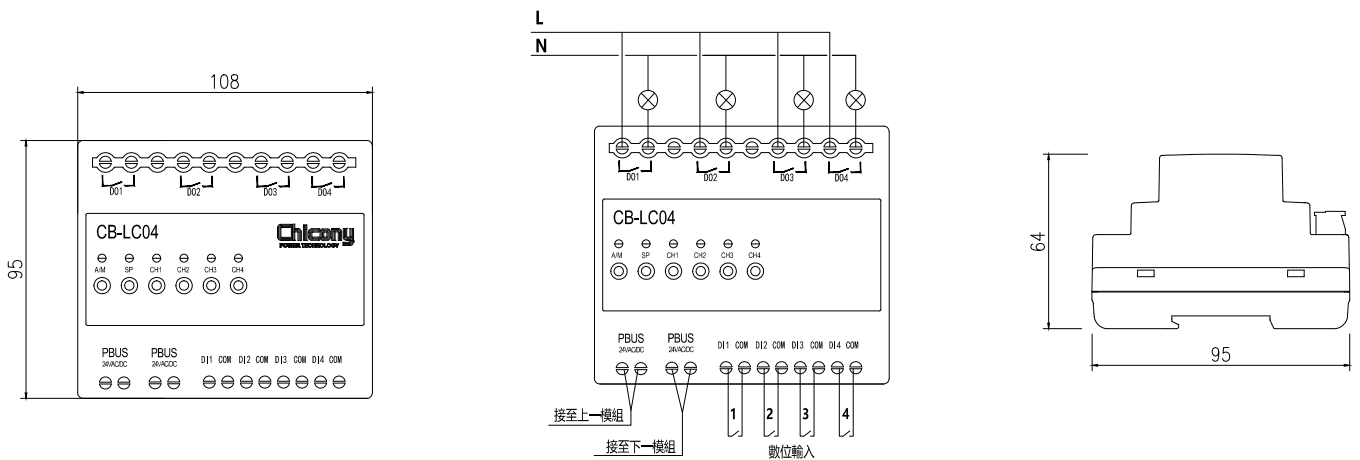 108
95
DO1 DO2 DO3 DO4
CB-LC04
Chicony
POWER TECHNOLOGY
A/M SP CH1 CH2 CH3 CH4
PBUS PBUS
24VAC/DC 24VAC/DC
DI1 COM DI2 COM DI3 COM DI4 COM
L
N
DO1 DO2 DO3 DO4
CB-LC04
A/M SP CH1 CH2 CH3 CH4
PBUS PBUS
24VAC/DC 24VAC/DC
DI1 COM DI2 COM DI3 COM DI4 COM
1 2 3 4
接至上一模組
接至下一模組
數位輸入
64
95